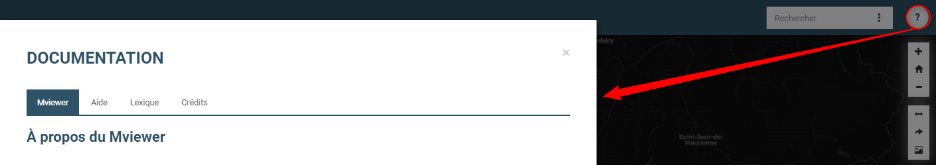 Rechercher
?
DOCUMENTATION
×
Mviewer Aide Lexique Crédits
À propos du Mviewer
Saint-Jean-de-
Maurienne